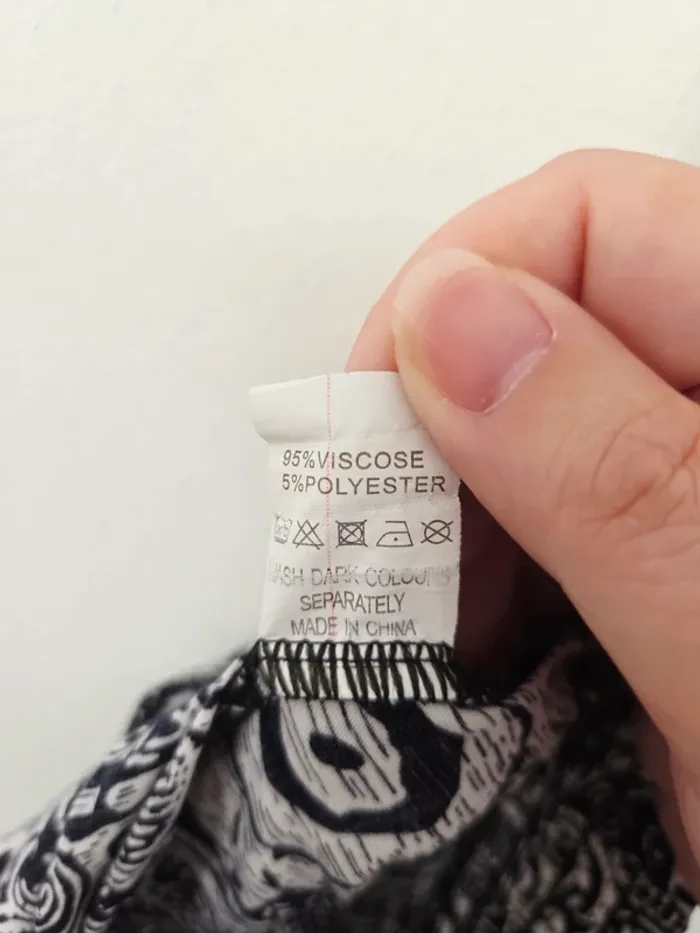 95%VISCOSE
5%POLYESTER
WASH DARK COLOURS
SEPARATELY
MADE IN CHINA